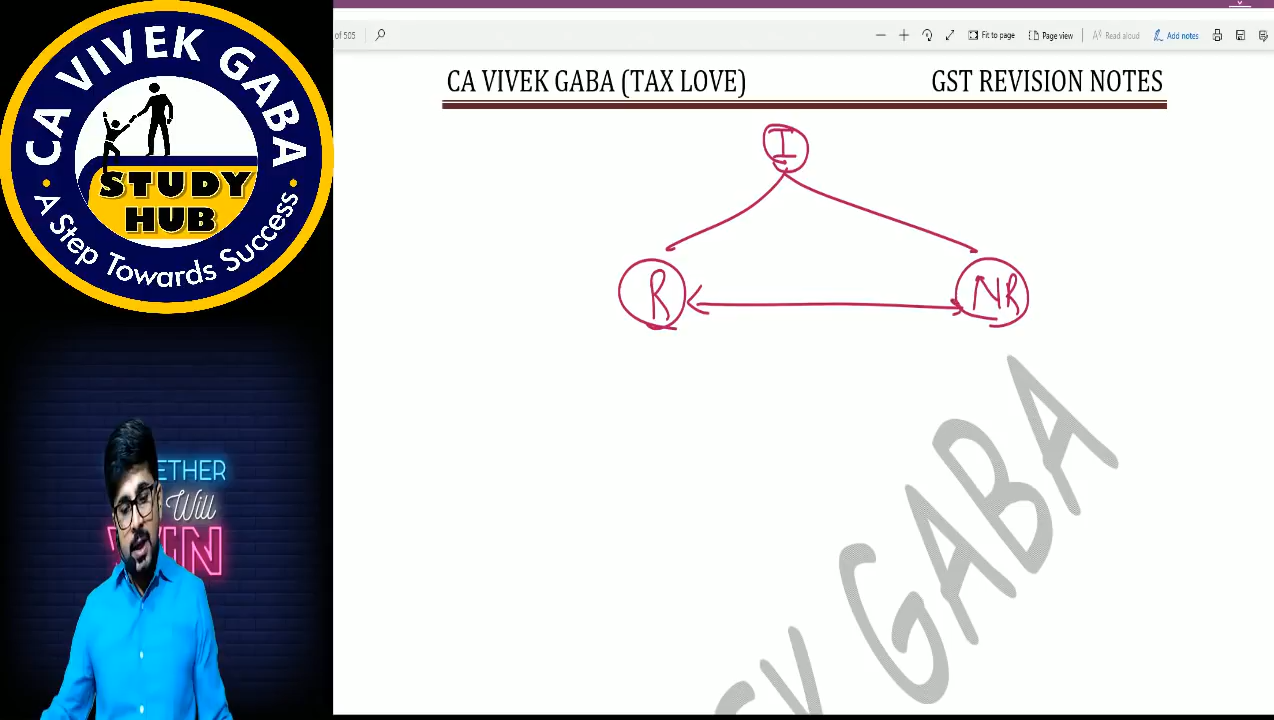 CA VIVEK GABA
STUDY
HUB
A Step Towards Success
of 505
Fit to page
Page view
Read aloud
Add notes
CA VIVEK GABA (TAX LOVE) GST REVISION NOTES
I
R
NR
GABA
ETHER
Will
WIN